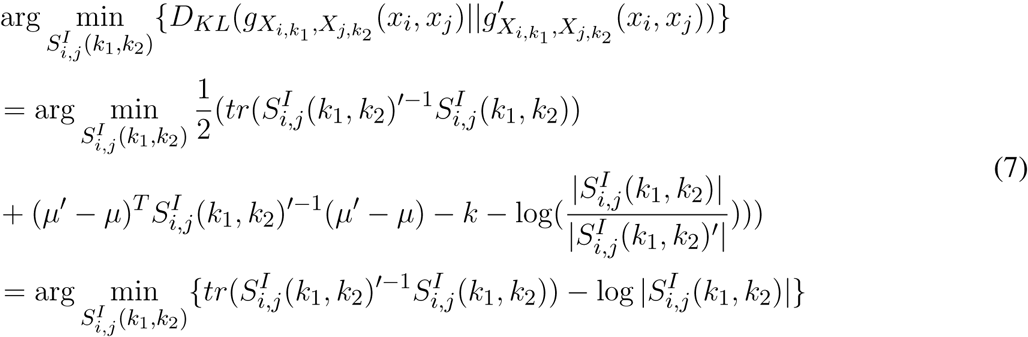 arg min_{S^I_{i,j}(k_1,k_2)} {D_{KL}(g_{X_{i,k_1},X_{j,k_2}}(x_i, x_j)||g'_{X_{i,k_1},X_{j,k_2}}(x_i, x_j))}
= arg min_{S^I_{i,j}(k_1,k_2)} \frac{1}{2}(tr(S^I_{i,j}(k_1, k_2)'^{-1}S^I_{i,j}(k_1, k_2))
+ (μ' − μ)^T S^I_{i,j}(k_1, k_2)'^{-1}(μ' − μ) − k − log(\frac{|S^I_{i,j}(k_1, k_2)|}{|S^I_{i,j}(k_1, k_2)'|})))
(7)
= arg min_{S^I_{i,j}(k_1,k_2)} {tr(S^I_{i,j}(k_1, k_2)'^{-1}S^I_{i,j}(k_1, k_2)) − log |S^I_{i,j}(k_1, k_2)|}